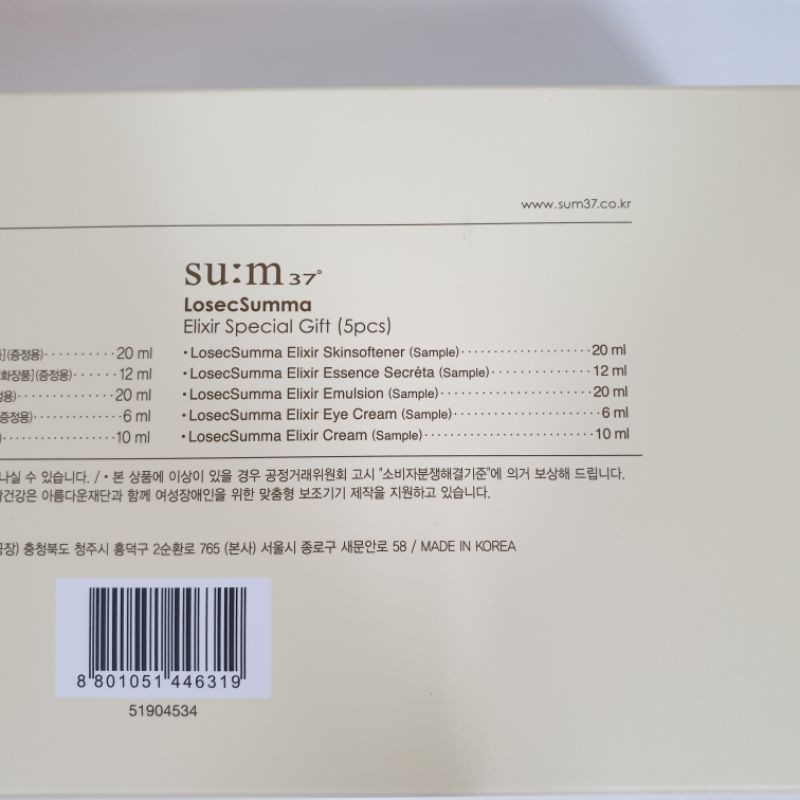 www.sum37.co.kr
su:m37°
LosecSumma
Elixir Special Gift (5pcs)
](증정용)··········20 ml
화장품](증정용)······12 ml
용)··············20 ml
증정용)·············6 ml
)·················10 ml
•LosecSumma Elixir Skinsoftener (Sample)····················20 ml
•LosecSumma Elixir Essence Secréta (Sample)················12 ml
•LosecSumma Elixir Emulsion (Sample)························20 ml
•LosecSumma Elixir Eye Cream (Sample)·······················6 ml
•LosecSumma Elixir Cream (Sample)···························10 ml
나실 수 있습니다. / • 본 상품에 이상이 있을 경우 공정거래위원회 고시 "소비자분쟁해결기준"에 의거 보상해 드립니다.
건강은 아름다운재단과 함께 여성장애인을 위한 맞춤형 보조기기 제작을 지원하고 있습니다.
공장) 충청북도 청주시 흥덕구 2순환로 765 (본사) 서울시 종로구 새문안로 58 / MADE IN KOREA
8 801051 446319
51904534